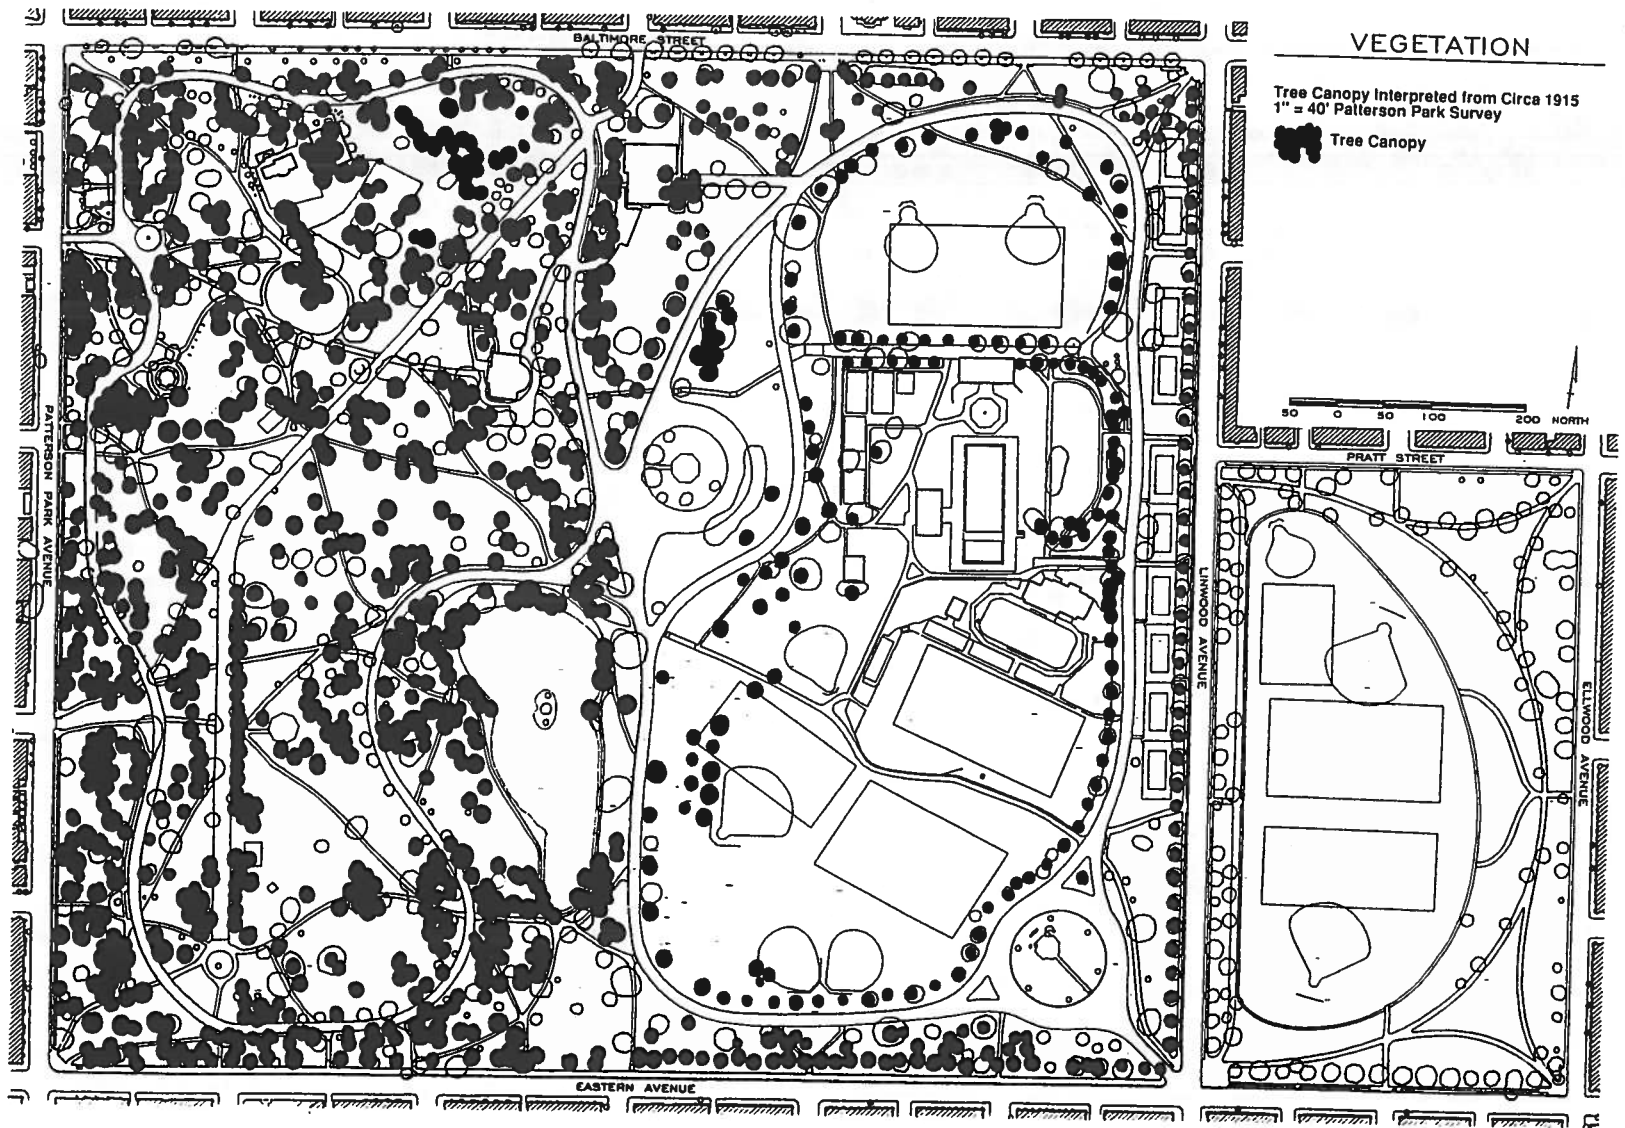 BALTIMORE STREET
VEGETATION
Tree Canopy Interpreted from Circa 1915
1" = 40' Patterson Park Survey
Tree Canopy
50 0 50 100 200 NORTH
PRATT STREET
PATTERSON PARK AVENUE
LINWOOD AVENUE
ELLWOOD AVENUE
EASTERN AVENUE